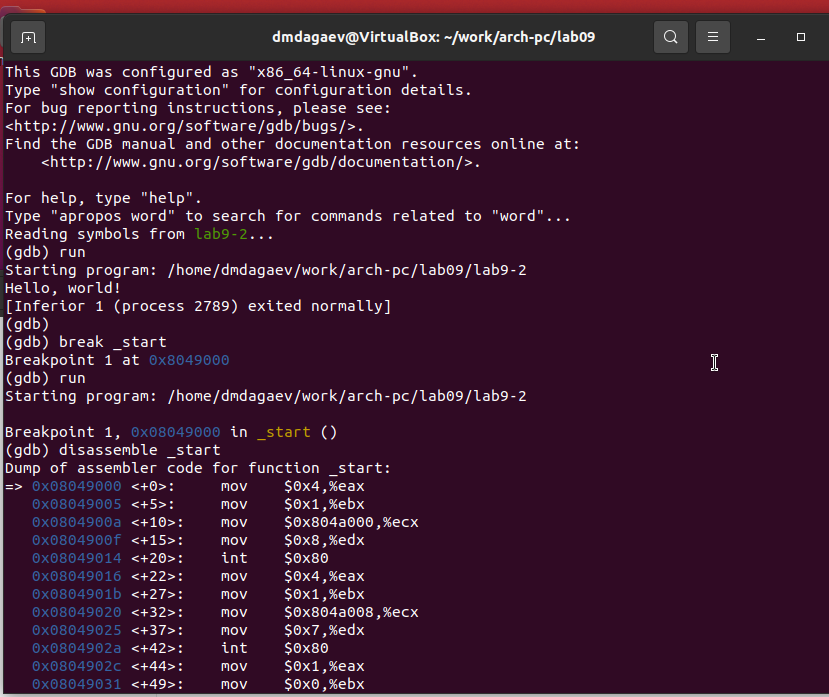 dmdagaev@VirtualBox: ~/work/arch-pc/lab09
This GDB was configured as "x86_64-linux-gnu".
Type "show configuration" for configuration details.
For bug reporting instructions, please see:
<http://www.gnu.org/software/gdb/bugs/>.
Find the GDB manual and other documentation resources online at:
    <http://www.gnu.org/software/gdb/documentation/>.

For help, type "help".
Type "apropos word" to search for commands related to "word"...
Reading symbols from lab9-2...
(gdb) run
Starting program: /home/dmdagaev/work/arch-pc/lab09/lab9-2
Hello, world!
[Inferior 1 (process 2789) exited normally]
(gdb)
(gdb) break _start
Breakpoint 1 at 0x8049000
(gdb) run
Starting program: /home/dmdagaev/work/arch-pc/lab09/lab9-2

Breakpoint 1, 0x08049000 in _start ()
(gdb) disassemble _start
Dump of assembler code for function _start:
=> 0x08049000 <+0>:     mov    $0x4,%eax
   0x08049005 <+5>:     mov    $0x1,%ebx
   0x0804900a <+10>:    mov    $0x804a000,%ecx
   0x0804900f <+15>:    mov    $0x8,%edx
   0x08049014 <+20>:    int    $0x80
   0x08049016 <+22>:    mov    $0x4,%eax
   0x0804901b <+27>:    mov    $0x1,%ebx
   0x08049020 <+32>:    mov    $0x804a008,%ecx
   0x08049025 <+37>:    mov    $0x7,%edx
   0x0804902a <+42>:    int    $0x80
   0x0804902c <+44>:    mov    $0x1,%eax
   0x08049031 <+49>:    mov    $0x0,%ebx